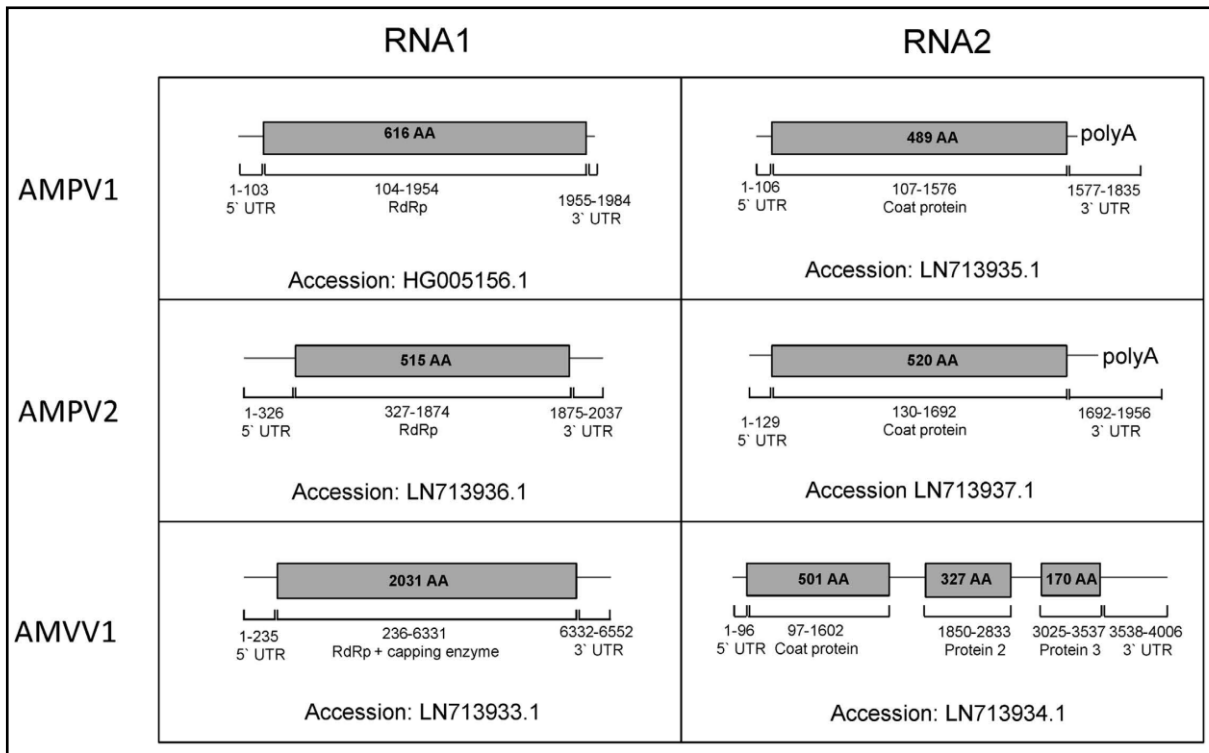 RNA1
RNA2
AMPV1
616 AA
1-103
5` UTR
104-1954
RdRp
1955-1984
3` UTR
Accession: HG005156.1
489 AA
polyA
1-106
5` UTR
107-1576
Coat protein
1577-1835
3` UTR
Accession: LN713935.1
AMPV2
515 AA
1-326
5` UTR
327-1874
RdRp
1875-2037
3` UTR
Accession: LN713936.1
520 AA
polyA
1-129
5` UTR
130-1692
Coat protein
1692-1956
3` UTR
Accession LN713937.1
AMVV1
2031 AA
1-235
5` UTR
236-6331
RdRp + capping enzyme
6332-6552
3` UTR
Accession: LN713933.1
501 AA
327 AA
170 AA
1-96
5` UTR
97-1602
Coat protein
1850-2833
Protein 2
3025-3537
Protein 3
3538-4006
3` UTR
Accession: LN713934.1